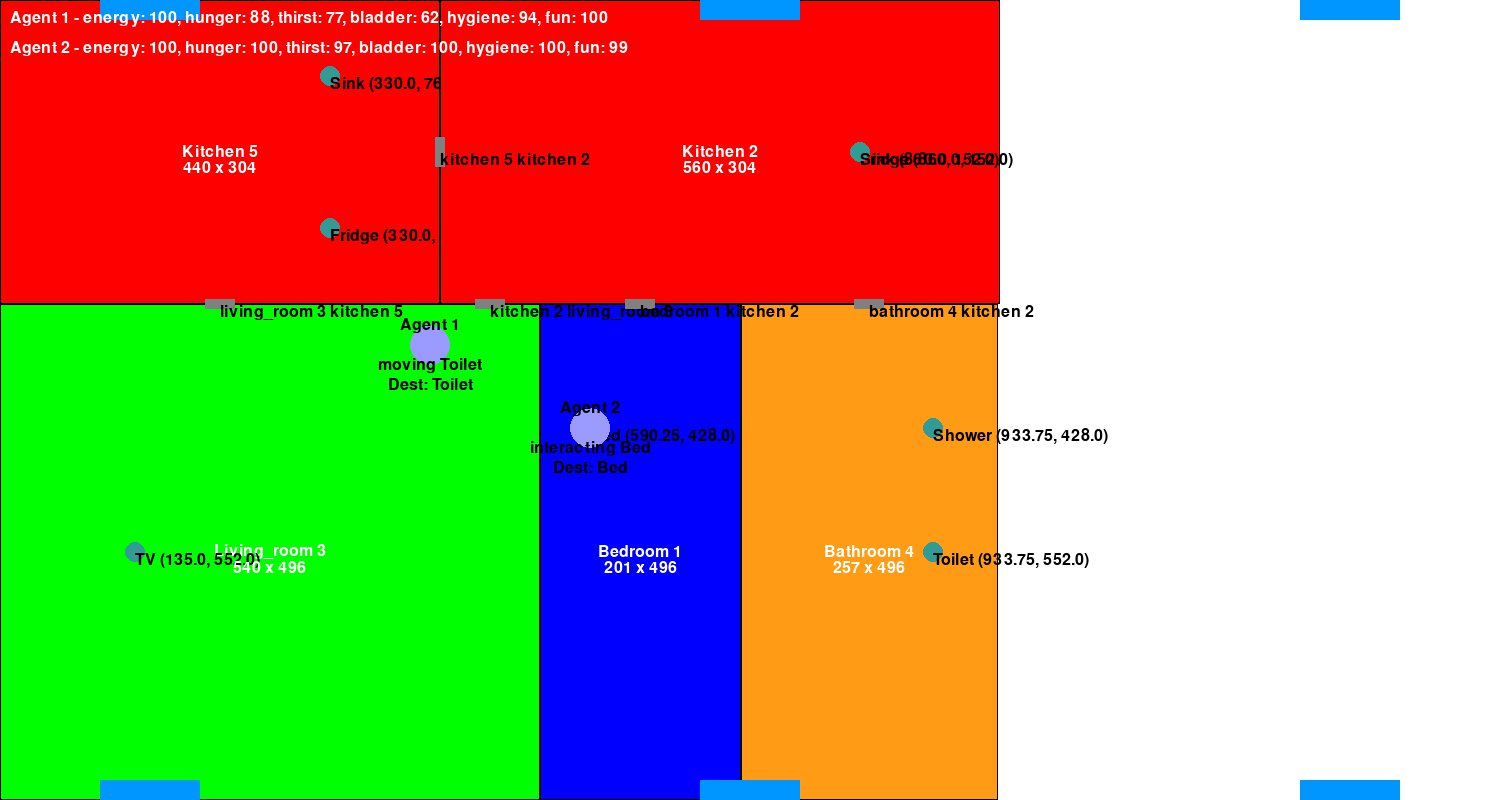 Agent 1 - energy: 100, hunger: 88, thirst: 77, bladder: 62, hygiene: 94, fun: 100
Agent 2 - energy: 100, hunger: 100, thirst: 97, bladder: 100, hygiene: 100, fun: 99
Sink (330.0, 76
Kitchen 5
440 x 304
kitchen 5 kitchen 2
Kitchen 2
560 x 304
Fridge (330.0,
living_room 3 kitchen 5
kitchen 2 living_room 3
bedroom 1 kitchen 2
bathroom 4 kitchen 2
Agent 1
moving Toilet
Dest: Toilet
Agent 2
(590.25, 428.0)
interacting Bed
Dest: Bed
Shower (933.75, 428.0)
TV (135.0, 552.0)
Living_room 3
540 x 496
Bedroom 1
201 x 496
Bathroom 4
257 x 496
Toilet (933.75, 552.0)